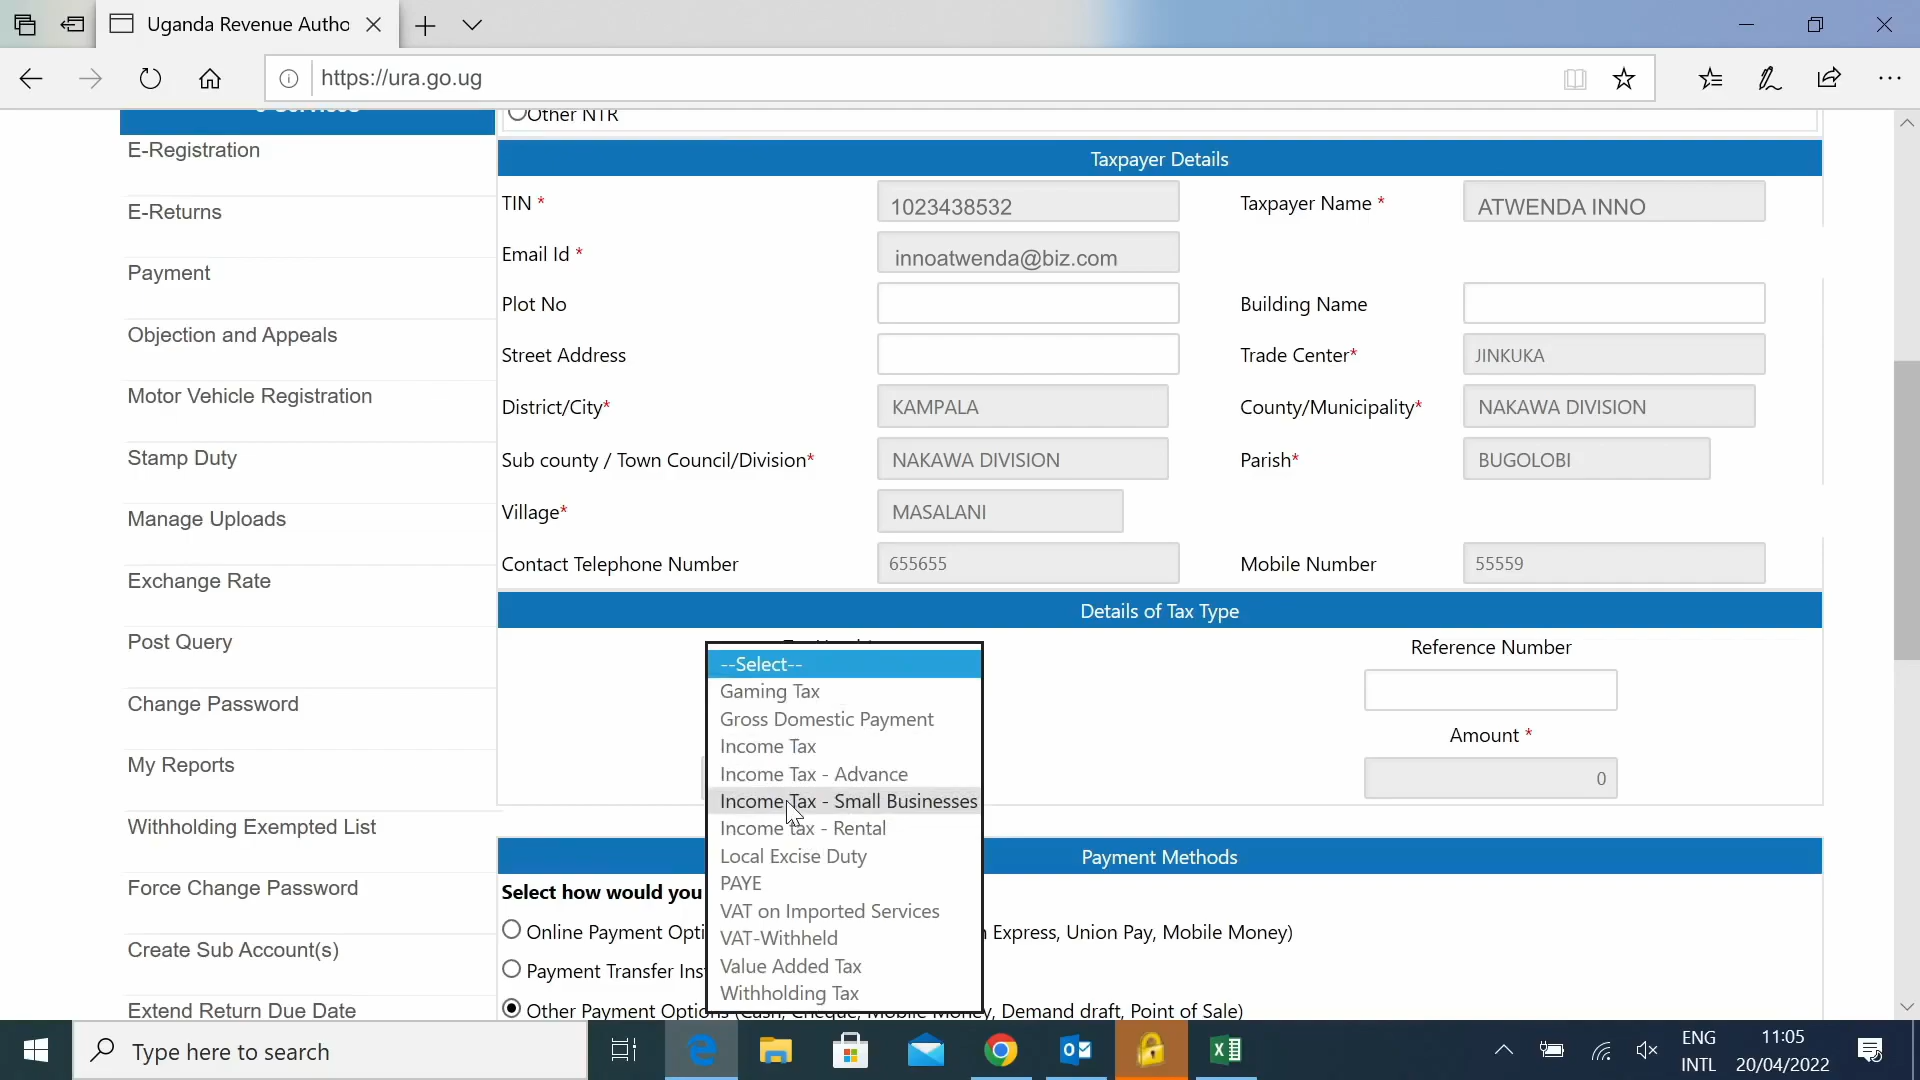 Uganda Revenue Autho
https://ura.go.ug
Other NTR
E-Registration
E-Returns
Payment
Objection and Appeals
Motor Vehicle Registration
Stamp Duty
Manage Uploads
Exchange Rate
Post Query
Change Password
My Reports
Withholding Exempted List
Force Change Password
Create Sub Account(s)
Extend Return Due Date
Taxpayer Details
TIN * 1023438532 Taxpayer Name * ATWENDA INNO
Email Id * innoatwenda@biz.com
Plot No Building Name
Street Address Trade Center* JINKUKA
District/City* KAMPALA County/Municipality* NAKAWA DIVISION
Sub county / Town Council/Division* NAKAWA DIVISION Parish* BUGOLOBI
Village* MASALANI
Contact Telephone Number 655655 Mobile Number 55559
Details of Tax Type
Reference Number
Amount *
0
--Select--
Gaming Tax
Gross Domestic Payment
Income Tax
Income Tax - Advance
Income Tax - Small Businesses
Income tax - Rental
Local Excise Duty
PAYE
VAT on Imported Services
VAT-Withheld
Value Added Tax
Withholding Tax
Payment Methods
Select how would you
Online Payment Opti Express, Union Pay, Mobile Money)
Payment Transfer Ins
Other Payment Options (Cash, Cheque, Mobile Money, Demand draft, Point of Sale)
Type here to search
ENG
INTL
11:05
20/04/2022